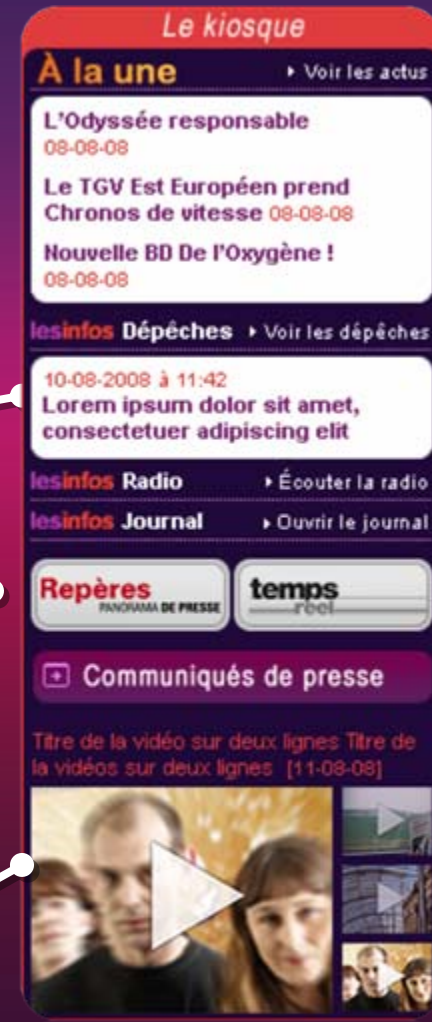 Le kiosque
À la une Voir les actus
L'Odyssée responsable
08-08-08
Le TGV Est Européen prend
Chronos de vitesse 08-08-08
Nouvelle BD De l'Oxygène !
08-08-08
lesinfos Dépêches Voir les dépêches
10-08-2008 à 11:42
Lorem ipsum dolor sit amet,
consectetuer adipiscing elit
lesinfos Radio Écouter la radio
lesinfos Journal Ouvrir le journal
Repères temps
PANORAMA DE PRESSE réel
Communiqués de presse
Titre de la vidéo sur deux lignes Titre de
la vidéos sur deux lignes [11-08-08]